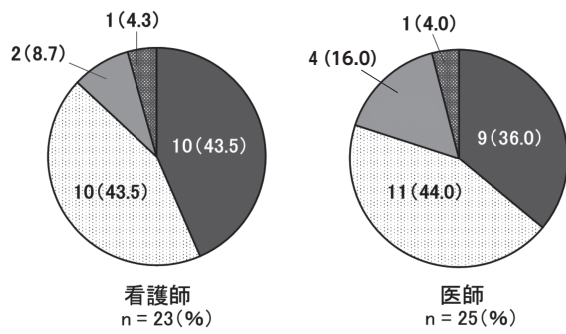 1(4.3)
2(8.7)
10(43.5)
10(43.5)
看護師
n = 23(%)
1(4.0)
4(16.0)
9(36.0)
11(44.0)
医師
n = 25(%)